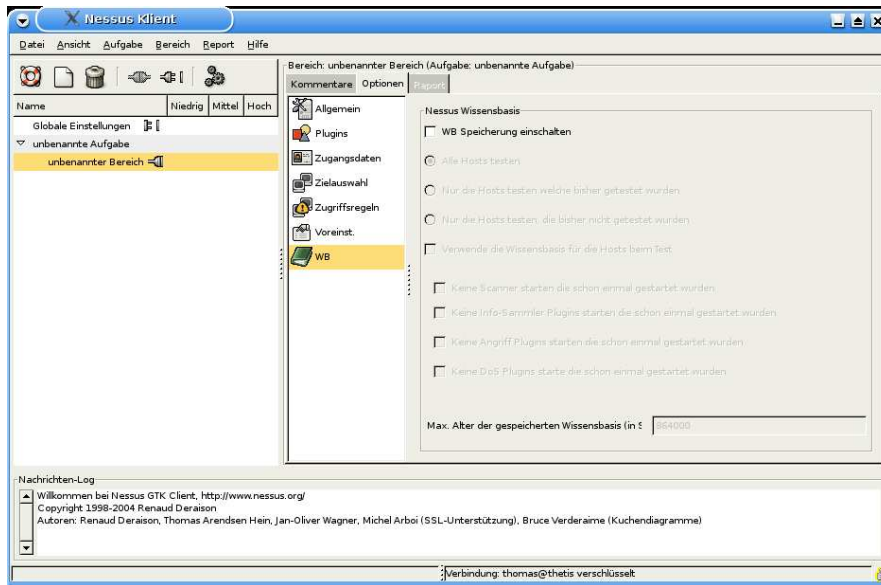 Nessus Klient
Datei Ansicht Aufgabe Bereich Report Hilfe
Bereich: unbenannter Bereich (Aufgabe: unbenannte Aufgabe)
Kommentare Optionen Report
Name Niedrig Mittel Hoch
Globale Einstellungen
unbenannte Aufgabe
unbenannter Bereich
Allgemein
Plugins
Zugangsdaten
Zielauswahl
Zugriffsregeln
Voreinst.
WB
Nessus Wissensbasis
WB Speicherung einschalten
Alle Hosts testen
Nur die Hosts testen welche bisher getestet wurden
Nur die Hosts testen, die bisher nicht getestet wurden
Verwende die Wissensbasis für die Hosts beim Test
Keine Scanner starten die schon einmal gestartet wurden
Keine Info-Sammler Plugins starten die schon einmal gestartet wurden
Keine Angriff Plugins starten die schon einmal gestartet wurden
Keine DoS Plugins starte die schon einmal gestartet wurden
Max. Alter der gespeicherten Wissensbasis (in S 864000
Nachrichten-Log
Willkommen bei Nessus GTK Client, http://www.nessus.org/
Copyright 1998-2004 Renaud Deraison
Autoren: Renaud Deraison, Thomas Arendsen Hein, Jan-Oliver Wagner, Michel Arboi (SSL-Unterstützung), Bruce Verderaime (Kuchendiagramme)
Verbindung: thomas@thetis verschlüsselt